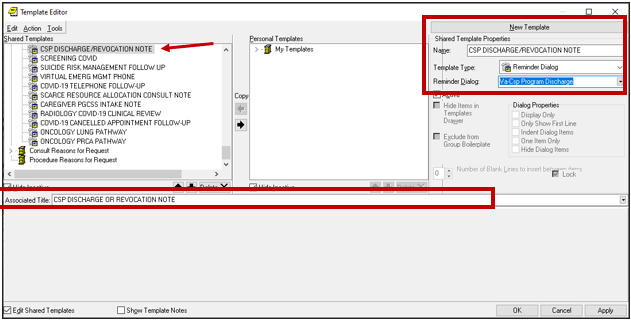 Template Editor
Edit Action Tools
New Template
Shared Templates
Personal Templates
Shared Template Properties
CSP DISCHARGE/REVOCATION NOTE
SCREENING COVID
SUICIDE RISK MANAGEMENT FOLLOW UP
VIRTUAL EMERG MGMT PHONE
COVID-19 TELEPHONE FOLLOW-UP
SCARCE RESOURCE ALLOCATION CONSULT NOTE
CAREGIVER PGCSS INTAKE NOTE
RADIOLOGY COVID-19 CLINICAL REVIEW
COVID-19 CANCELLED APPOINTMENT FOLLOW-UP
ONCOLOGY LUNG PATHWAY
ONCOLOGY PRCA PATHWAY
Consult Reasons for Request
Procedure Reasons for Request
My Templates
Copy
Name: CSP DISCHARGE/REVOCATION NOTE
Template Type: Reminder Dialog
Reminder Dialog: Va-Csp Program Discharge
Active
Hide Items in
Templates
Drawer
Exclude from
Group Boilerplate
Dialog Properties
Display Only
Only Show First Line
Indent Dialog Items
One Item Only
Hide Dialog Items
0 Number of Blank Lines to insert between items
Lock
Hide Inactive
Delete
Hide Inactive
Delete
Associated Title: CSP DISCHARGE OR REVOCATION NOTE
Edit Shared Templates
Show Template Notes
OK
Cancel
Apply